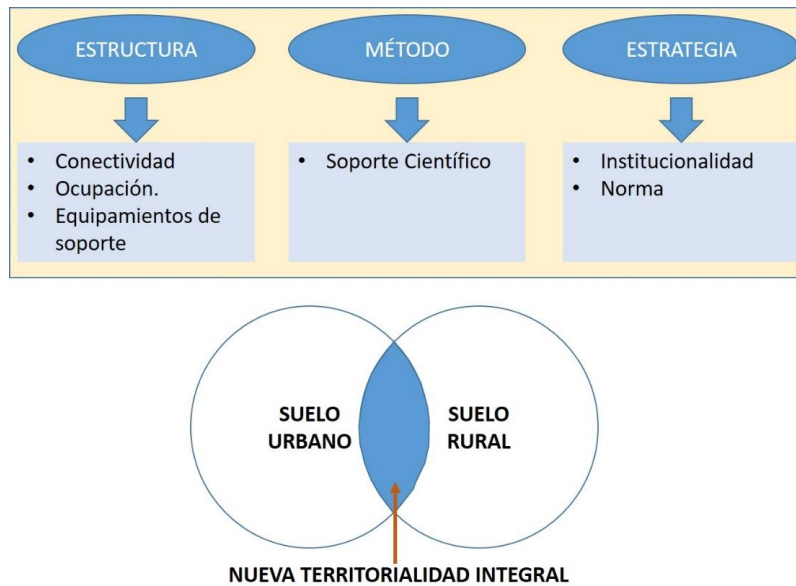 ESTRUCTURA
• Conectividad
• Ocupación.
• Equipamientos de
soporte
MÉTODO
• Soporte Científico
ESTRATEGIA
• Institucionalidad
• Norma
SUELO
URBANO
SUELO
RURAL
NUEVA TERRITORIALIDAD INTEGRAL